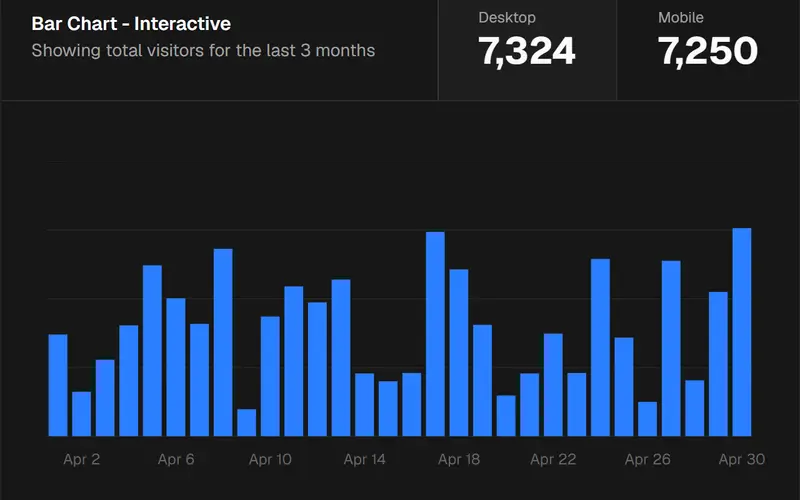 Bar Chart - Interactive
Showing total visitors for the last 3 months
Desktop
7,324
Mobile
7,250
Apr 2 Apr 6 Apr 10 Apr 14 Apr 18 Apr 22 Apr 26 Apr 30